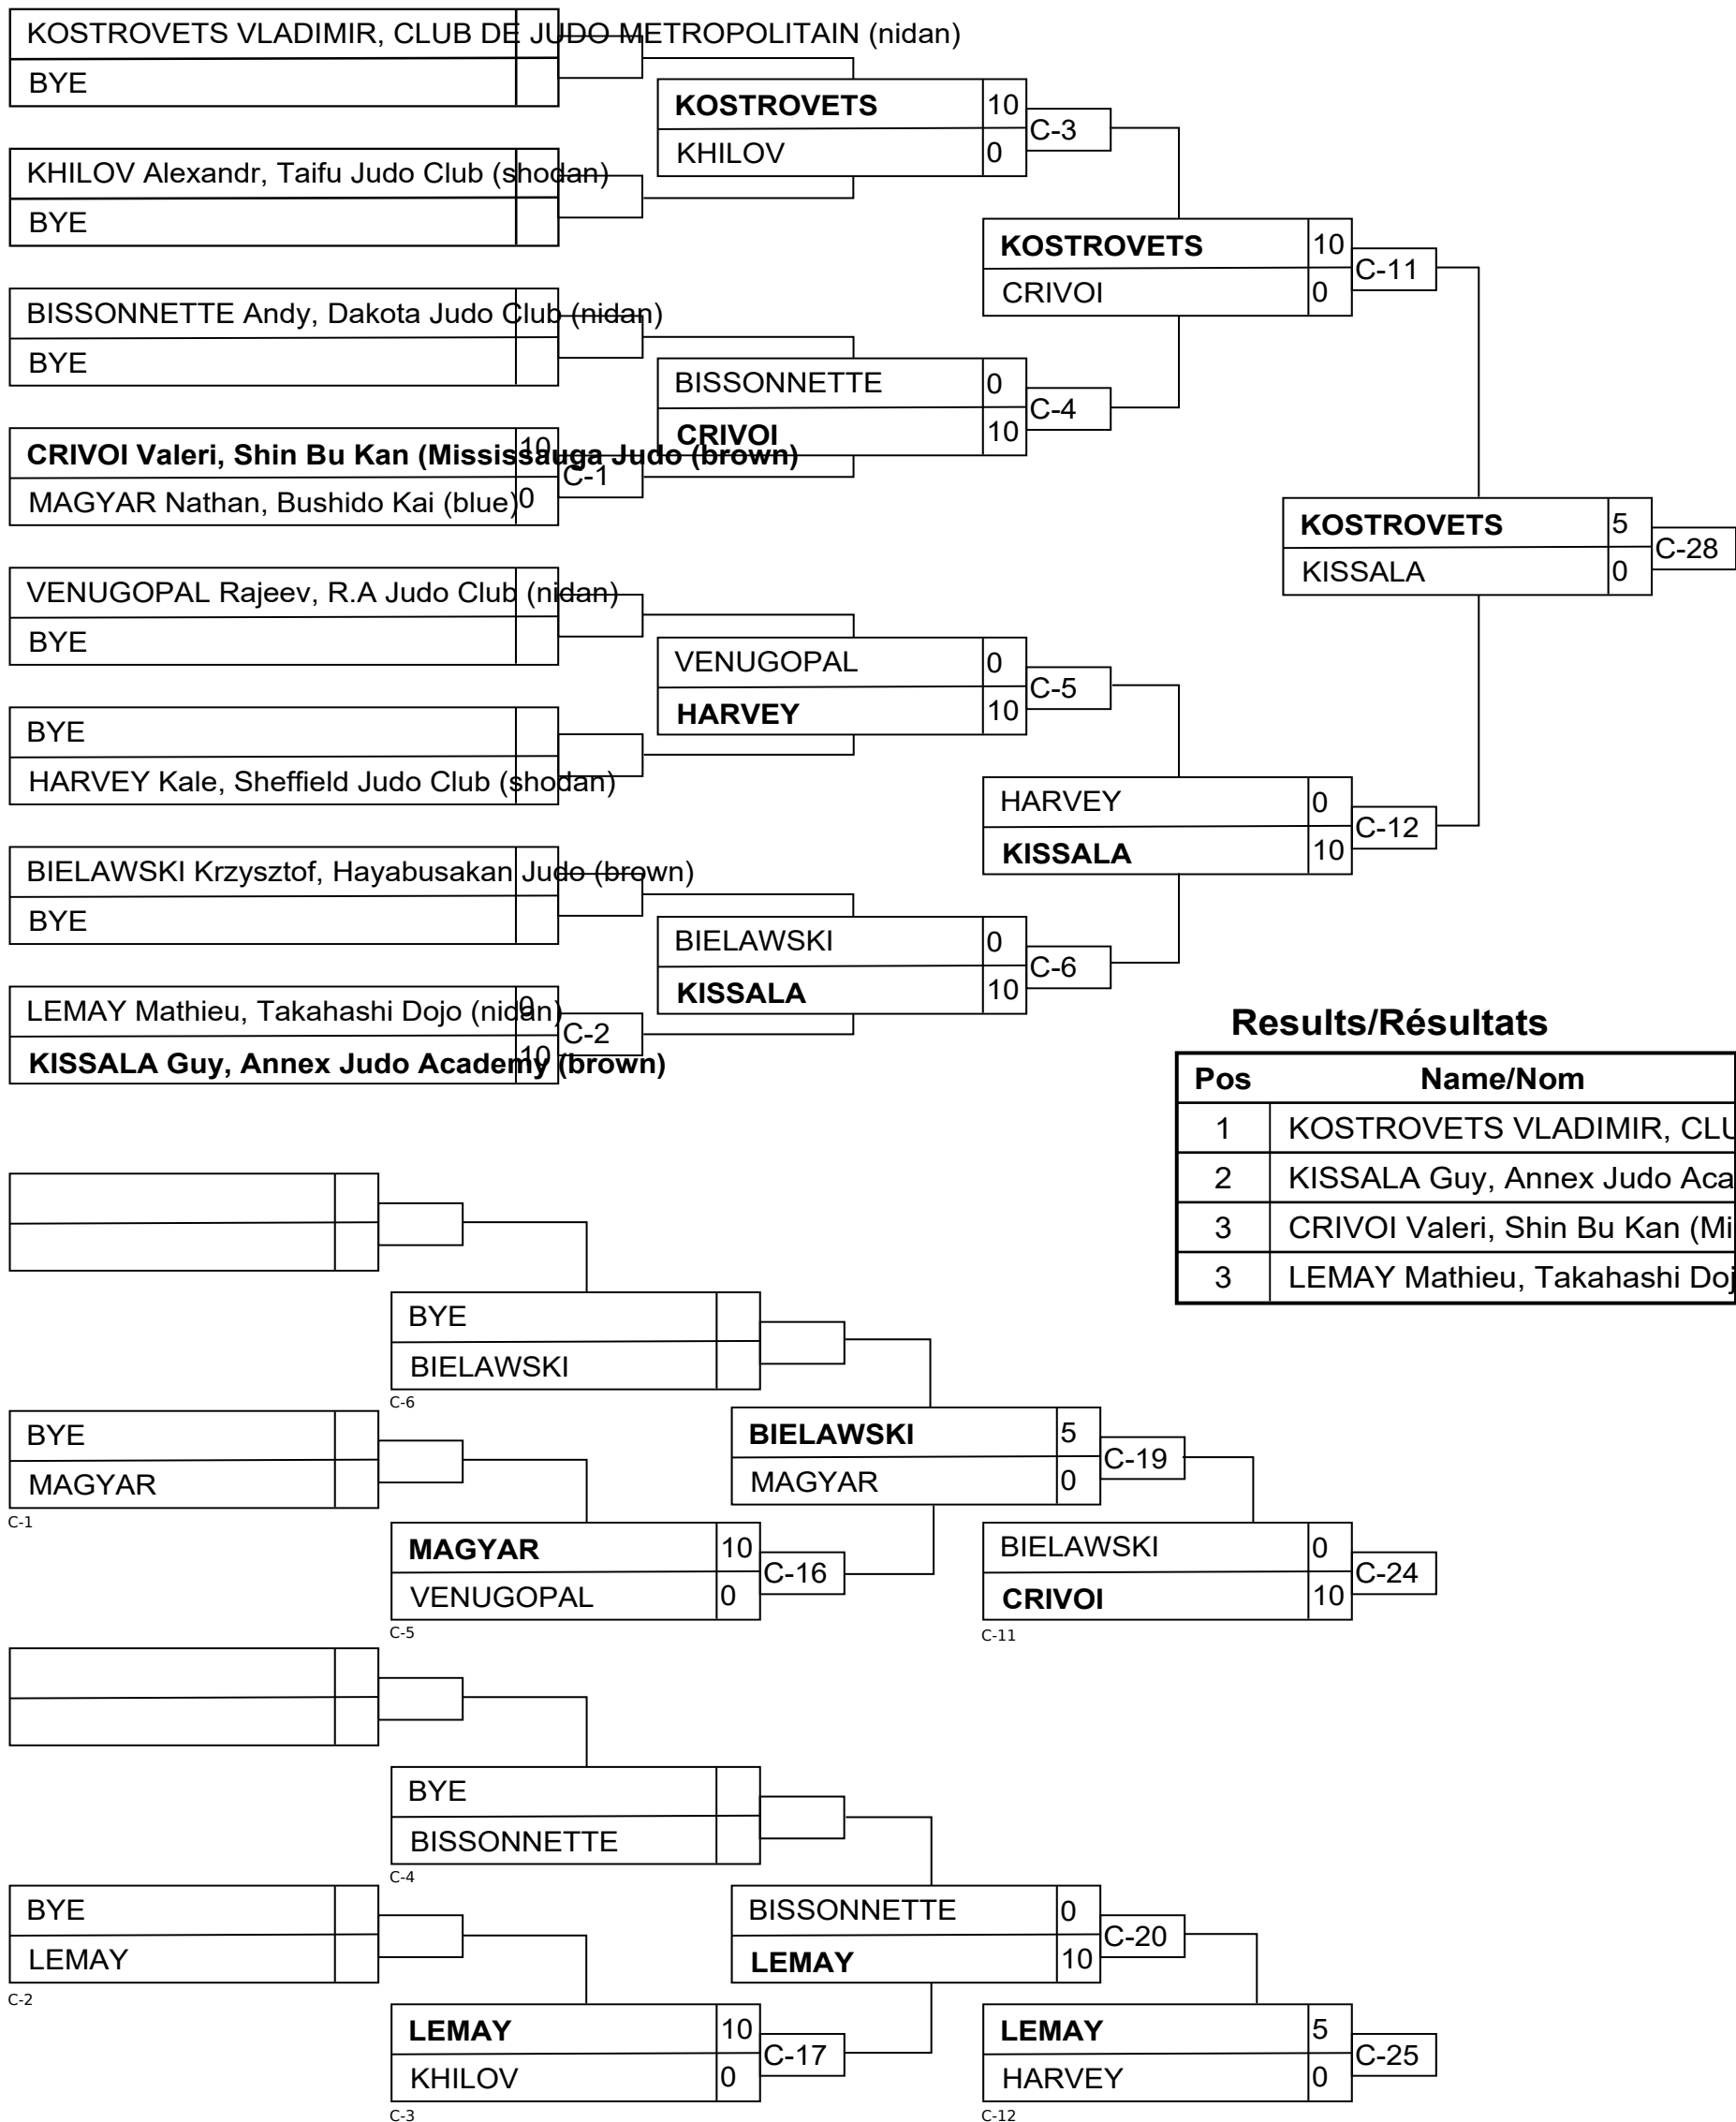 KOSTROVETS VLADIMIR, CLUB DE JUDO METROPOLITAIN (nidan)
BYE
KHILOV Alexandr, Taifu Judo Club (shodan)
BYE
BISSONNETTE Andy, Dakota Judo Club (nidan)
BYE
CRIVOI Valeri, Shin Bu Kan (Mississauga Judo (brown) 10
MAGYAR Nathan, Bushido Kai (blue) 0
C-1
VENUGOPAL Rajeev, R.A Judo Club (nidan)
BYE
BYE
HARVEY Kale, Sheffield Judo Club (shodan)
BIELAWSKI Krzysztof, Hayabusakan Judo (brown)
BYE
LEMAY Mathieu, Takahashi Dojo (nidan) 0
KISSALA Guy, Annex Judo Academy (brown) 10
C-2
KOSTROVETS 10
KHILOV 0
C-3
BISSONNETTE 0
CRIVOI 10
C-4
VENUGOPAL 0
HARVEY 10
C-5
BIELAWSKI 0
KISSALA 10
C-6
KOSTROVETS 10
CRIVOI 0
C-11
HARVEY 0
KISSALA 10
C-12
KOSTROVETS 5
KISSALA 0
C-28
Results/Résultats
Pos Name/Nom
1 KOSTROVETS VLADIMIR, CLU
2 KISSALA Guy, Annex Judo Aca
3 CRIVOI Valeri, Shin Bu Kan (Mi
3 LEMAY Mathieu, Takahashi Doj
BYE
BIELAWSKI
C-6
BYE
MAGYAR
C-1
MAGYAR 10
VENUGOPAL 0
C-16
C-5
BIELAWSKI 5
MAGYAR 0
C-19
BIELAWSKI 0
CRIVOI 10
C-24
C-11
BYE
BISSONNETTE
C-4
BYE
LEMAY
C-2
LEMAY 10
KHILOV 0
C-17
C-3
BISSONNETTE 0
LEMAY 10
C-20
LEMAY 5
HARVEY 0
C-25
C-12